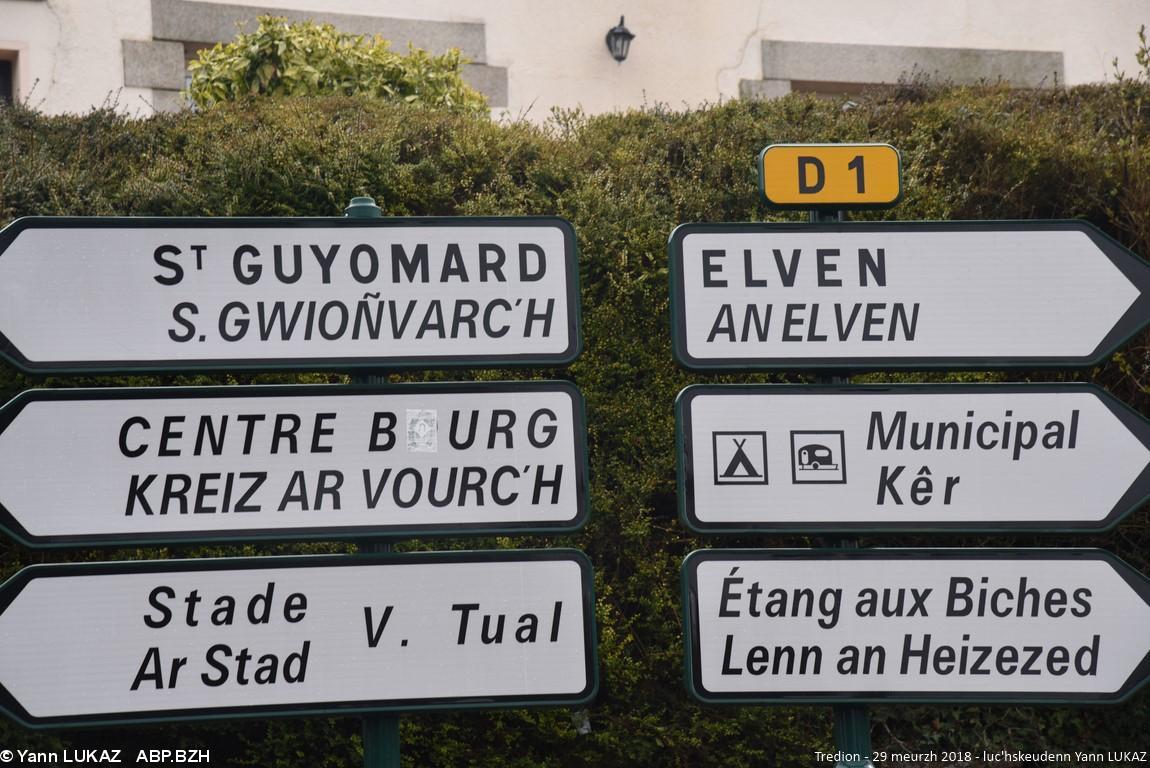 Sᵀ GUYOMARD
S. GWIOÑVARC'H
CENTRE B URG
KREIZ AR VOURC'H
Stade V. Tual
Ar Stad
D 1
ELVEN
AN ELVEN
Municipal
Kêr
Étang aux Biches
Lenn an Heizezed
© Yann LUKAZ ABP.BZH
Tredion - 29 meurzh 2018 - luc'hskeudenn Yann LUKAZ